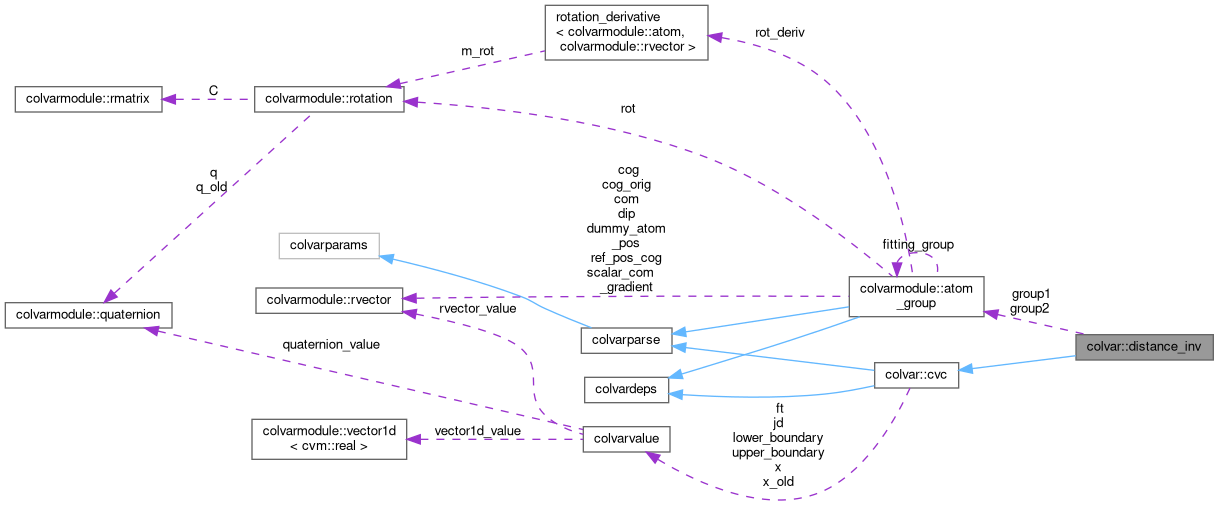 rotation_derivative
< colvarmodule::atom,
colvarmodule::rvector >
rot_deriv
m_rot
colvarmodule::rmatrix
C
colvarmodule::rotation
rot
q
q_old
cog
cog_orig
com
dip
dummy_atom
_pos
ref_pos_cog
scalar_com
_gradient
fitting_group
colvarparams
colvarmodule::atom
_group
colvarmodule::rvector
rvector_value
group1
group2
colvarmodule::quaternion
colvarparse
colvar::distance_inv
quaternion_value
colvar::cvc
colvardeps
ft
jd
lower_boundary
upper_boundary
x
x_old
colvarmodule::vector1d
< cvm::real >
vector1d_value
colvarvalue